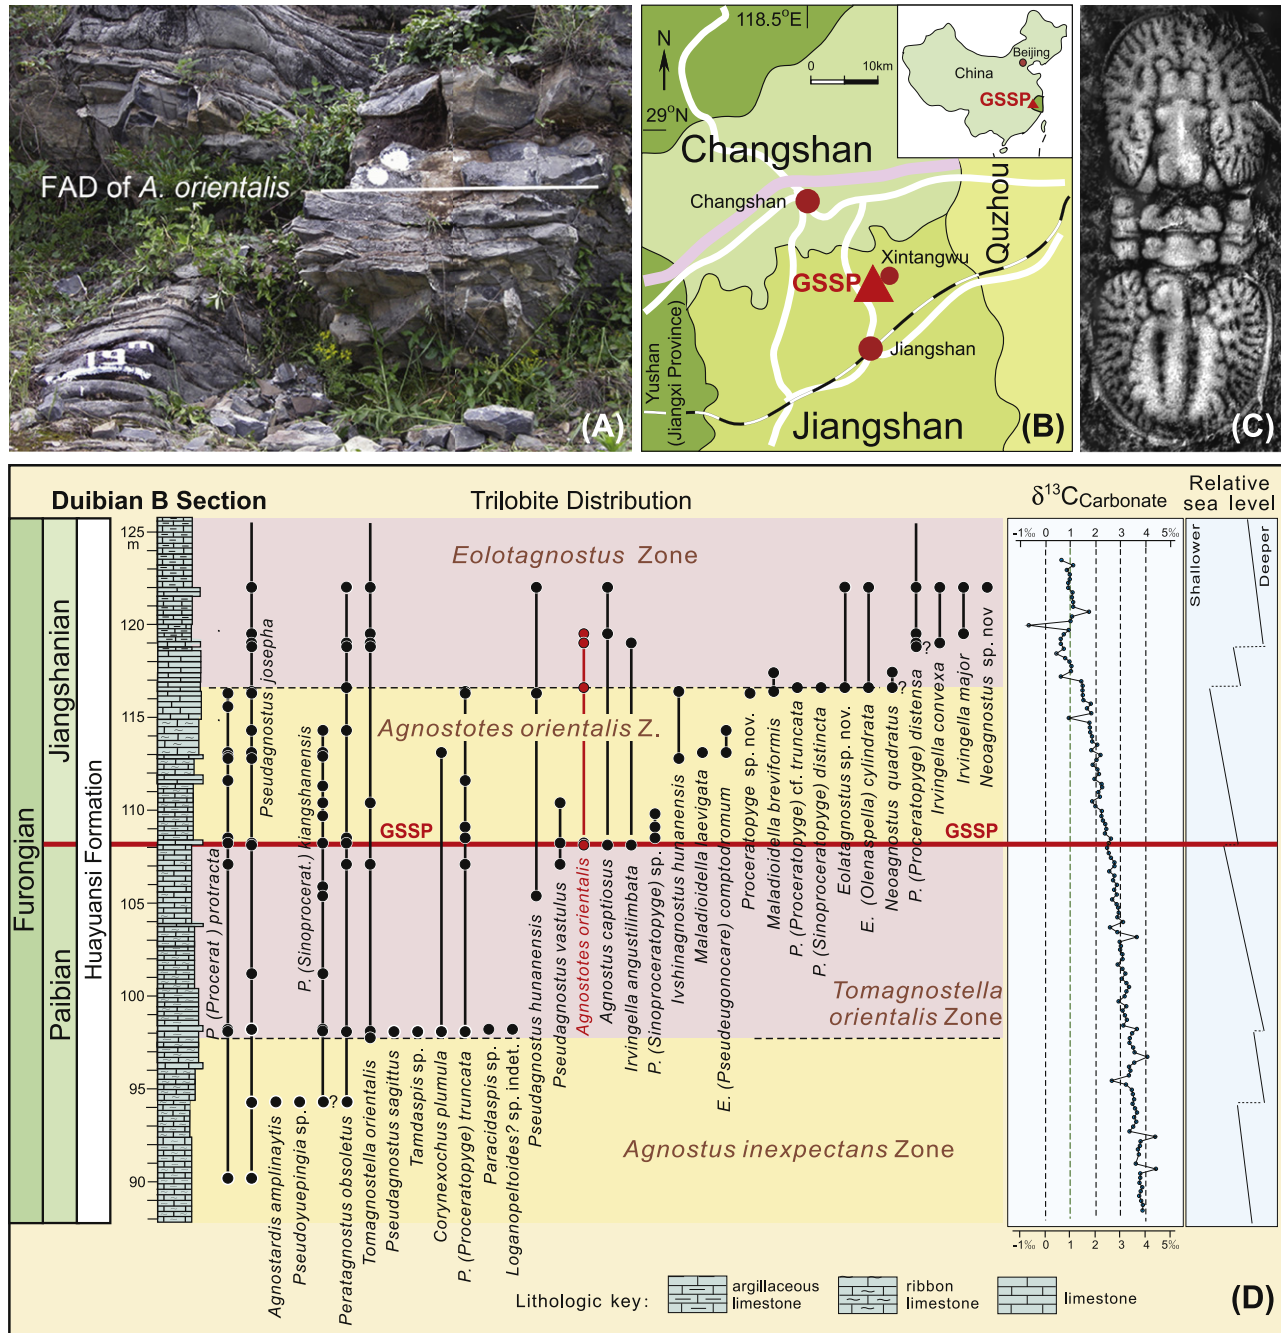 FAD of A. orientalis
(A)
118.5°E
N
0 10km
29°N
Beijing
China
GSSP
Changshan
Changshan
Quzhou
Xintangwu
GSSP
Jiangshan
Yushan
(Jiangxi Province)
Jiangshan
(B)
(C)
Duibian B Section
Trilobite Distribution
δ13CCarbonate
Relative
sea level
Furongian
Jiangshanian
Paibian
Huayuansi Formation
125
m
120
115
110
105
100
95
90
Eolotagnostus Zone
Agnostotes orientalis Z.
GSSP
GSSP
Tomagnostella
orientalis Zone
Agnostus inexpectans Zone
P. (Procerat ) protracta
Pseudagnostus josepha
Agnostardis amplinaytis
Pseudoyuepingia sp.
P. (Sinoprocerat.) kiangshanensis
?
Peratagnostus obsoletus
Tomagnostella orientalis
Pseudagnostus sagittus
Tamdaspis sp.
Corynexochus plumula
P. (Proceratopyge) truncata
Paracidaspis sp.
Loganopeltoides? sp. indet.
Pseudagnostus hunanensis
Pseudagnostus vastulus
Agnostotes orientalis
Agnostus captiosus
Irvingella angustilimbata
P. (Sinoproceratopyge) sp.
Ivshinagnostus hunanensis
Maladioidella laevigata
E. (Pseudeugonocare) comptodromum
Proceratopyge sp. nov.
Maladioidella breviformis
P. (Proceratopyge) cf. truncata
P. (Sinoproceratopyge) distincta
Eolatagnostus sp. nov.
E. (Olenaspella) cylindrata
Neoagnostus quadratus
?
P. (Proceratopyge) distensa
?
Irvingella convexa
Irvingella major
Neoagnostus sp. nov
-1‰ 0 1 2 3 4 5‰
Shallower
Deeper
-1‰ 0 1 2 3 4 5‰
Lithologic key:
argillaceous
limestone
ribbon
limestone
limestone
(D)